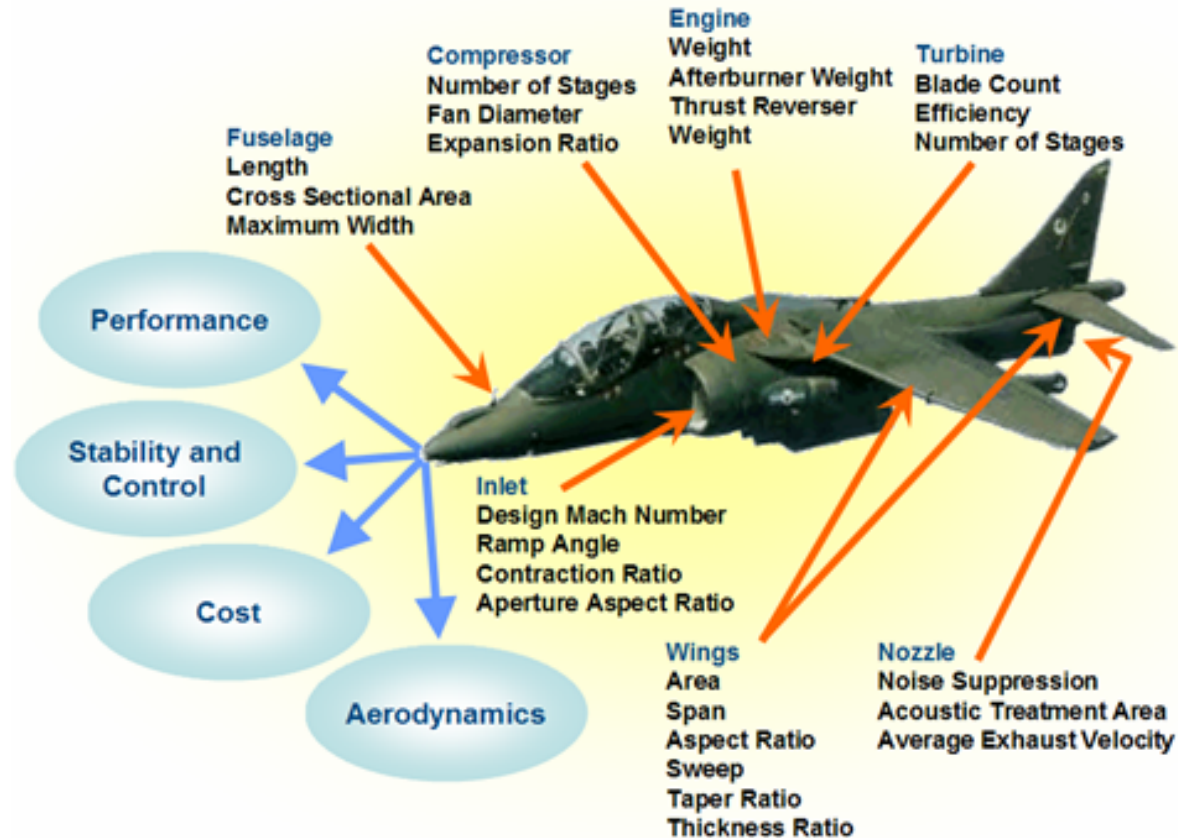 Engine
Weight
Afterburner Weight
Thrust Reverser
Weight
Compressor
Number of Stages
Fan Diameter
Expansion Ratio
Turbine
Blade Count
Efficiency
Number of Stages
Fuselage
Length
Cross Sectional Area
Maximum Width
Performance
Stability and
Control
Cost
Aerodynamics
Inlet
Design Mach Number
Ramp Angle
Contraction Ratio
Aperture Aspect Ratio
Wings
Area
Span
Aspect Ratio
Sweep
Taper Ratio
Thickness Ratio
Nozzle
Noise Suppression
Acoustic Treatment Area
Average Exhaust Velocity